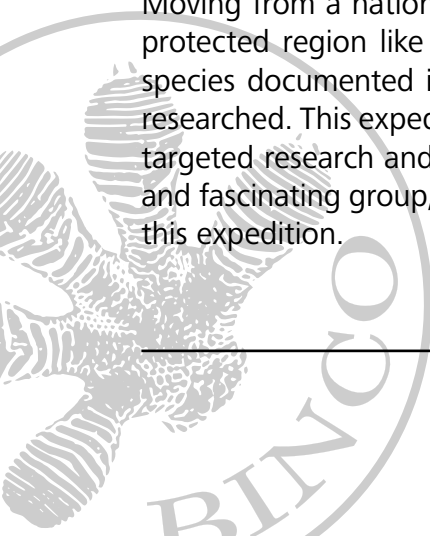 Moving from a nation
protected region like
species documented i
researched. This exped
targeted research and
and fascinating group,
this expedition.
BINCO